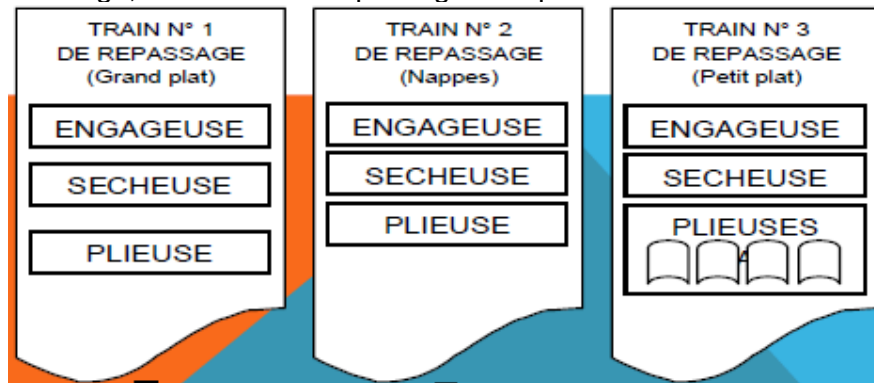 TRAIN N° 1
DE REPASSAGE
(Grand plat)
ENGAGEUSE
SECHEUSE
PLIEUSE
TRAIN N° 2
DE REPASSAGE
(Nappes)
ENGAGEUSE
SECHEUSE
PLIEUSE
TRAIN N° 3
DE REPASSAGE
(Petit plat)
ENGAGEUSE
SECHEUSE
PLIEUSES